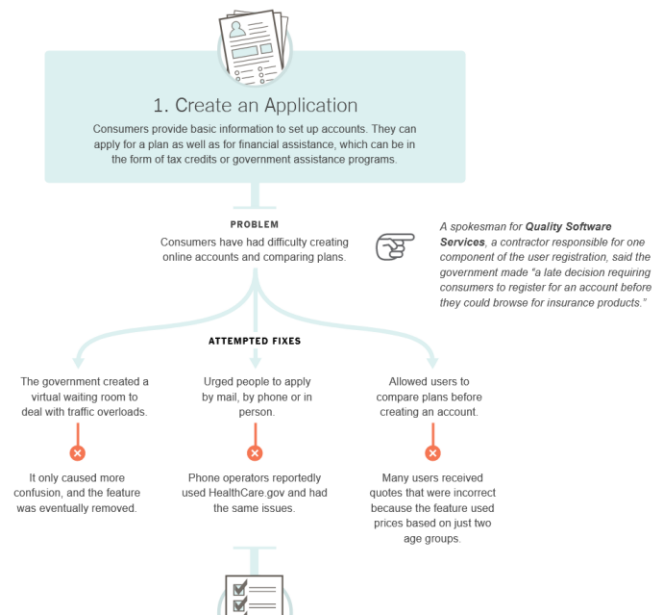 1. Create an Application
Consumers provide basic information to set up accounts. They can
apply for a plan as well as for financial assistance, which can be in
the form of tax credits or government assistance programs.
PROBLEM
Consumers have had difficulty creating
online accounts and comparing plans.
A spokesman for Quality Software
Services, a contractor responsible for one
component of the user registration, said the
government made "a late decision requiring
consumers to register for an account before
they could browse for insurance products."
ATTEMPTED FIXES
The government created a
virtual waiting room to
deal with traffic overloads.
It only caused more
confusion, and the feature
was eventually removed.
Urged people to apply
by mail, by phone or in
person.
Phone operators reportedly
used HealthCare.gov and had
the same issues.
Allowed users to
compare plans before
creating an account.
Many users received
quotes that were incorrect
because the feature used
prices based on just two
age groups.